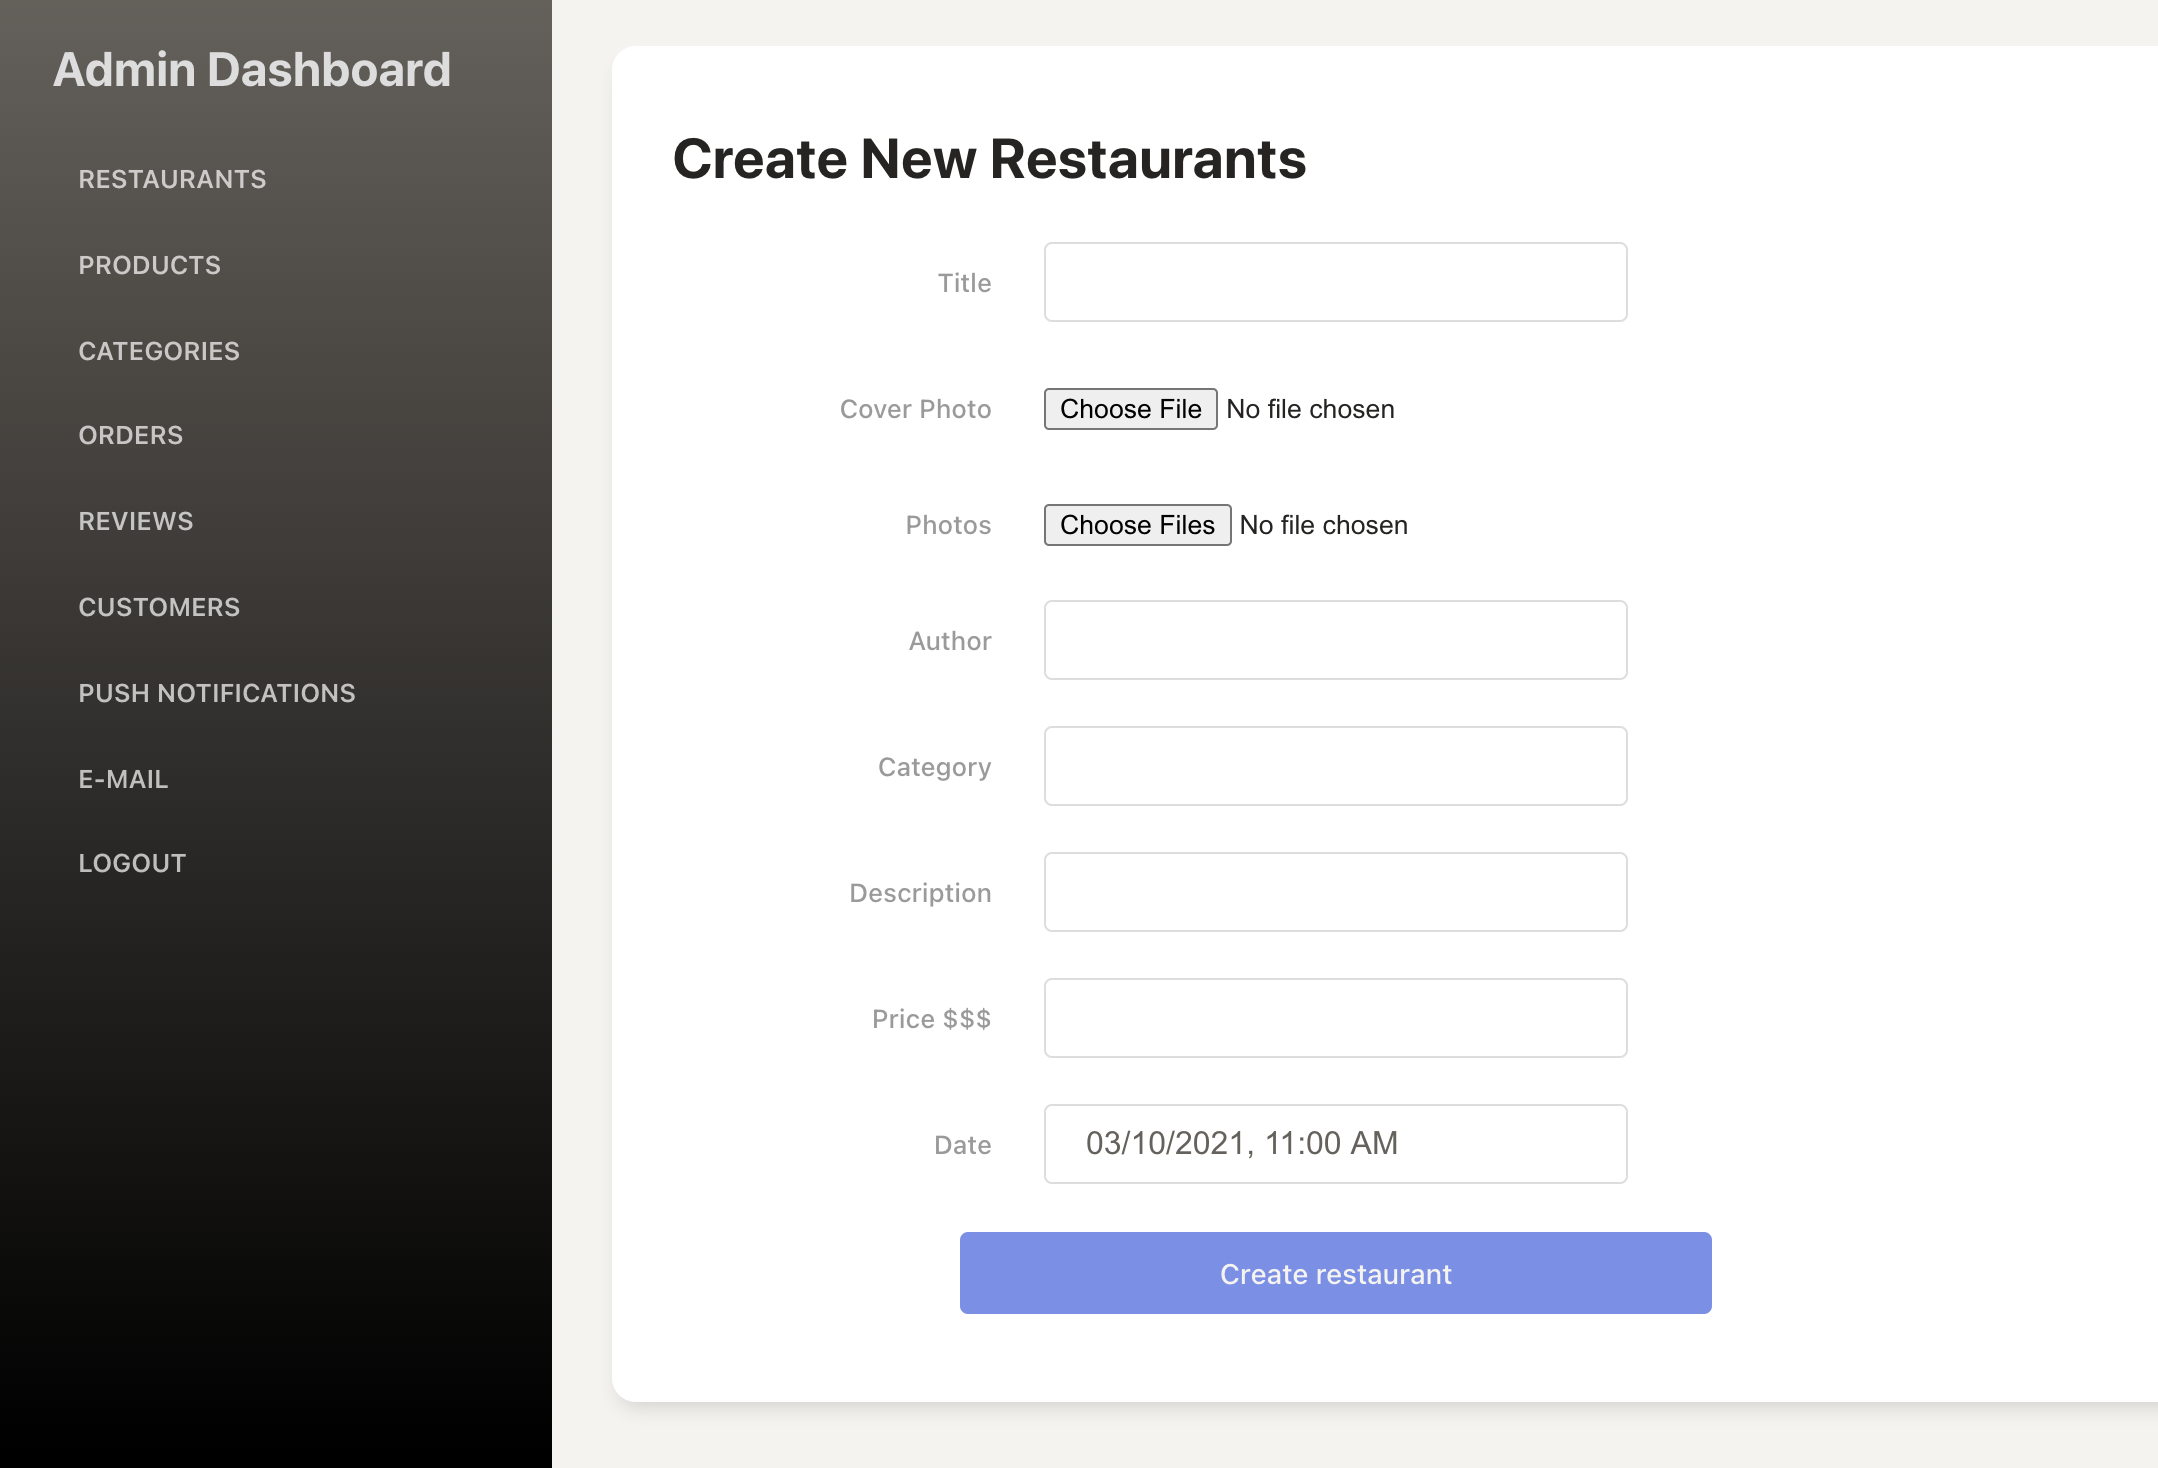 Admin Dashboard
RESTAURANTS
PRODUCTS
CATEGORIES
ORDERS
REVIEWS
CUSTOMERS
PUSH NOTIFICATIONS
E-MAIL
LOGOUT
Create New Restaurants
Title
Cover Photo Choose File No file chosen
Photos Choose Files No file chosen
Author
Category
Description
Price $$$
Date 03/10/2021, 11:00 AM
Create restaurant